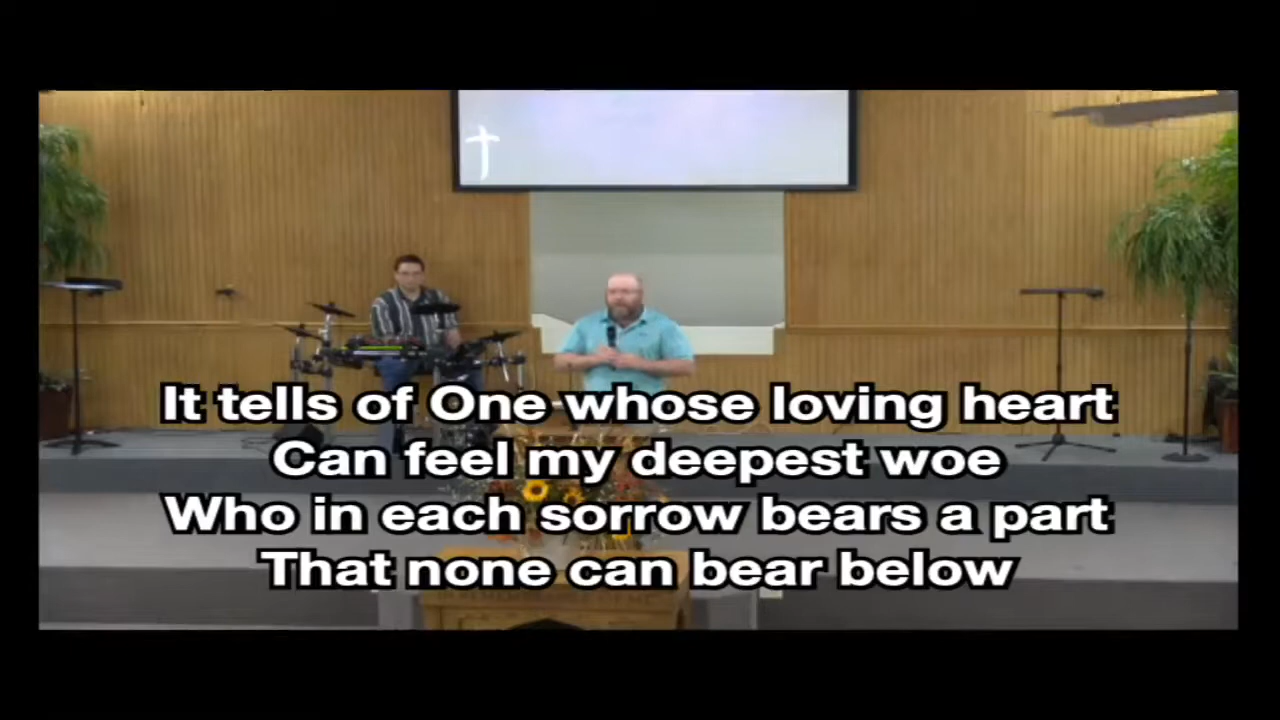 It tells of One whose loving heart
Can feel my deepest woe
Who in each sorrow bears a part
That none can bear below